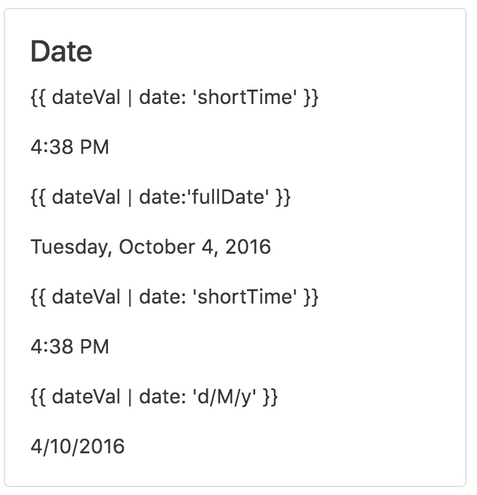 Date
{{ dateVal | date: 'shortTime' }}
4:38 PM
{{ dateVal | date:'fullDate' }}
Tuesday, October 4, 2016
{{ dateVal | date: 'shortTime' }}
4:38 PM
{{ dateVal | date: 'd/M/y' }}
4/10/2016